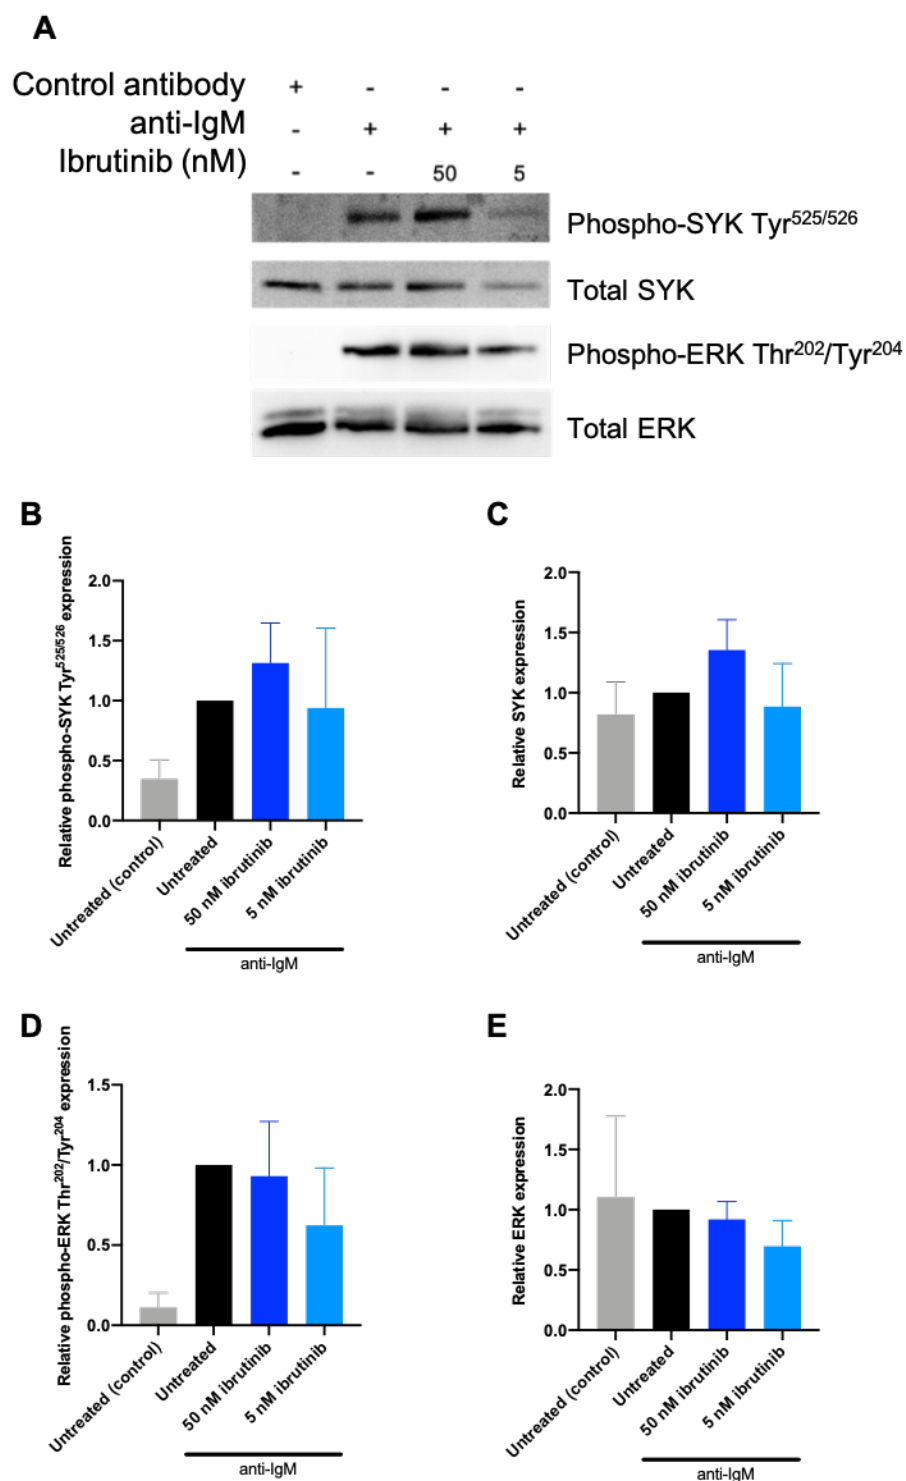 A
Control antibody + - - -
anti-IgM - + + +
Ibrutinib (nM) - - 50 5
Phospho-SYK Tyr525/526
Total SYK
Phospho-ERK Thr202/Tyr204
Total ERK
B
Relative phospho-SYK Tyr525/526 expression
2.0
1.5
1.0
0.5
0.0
Untreated (control)
Untreated
50 nM ibrutinib
5 nM ibrutinib
anti-IgM
C
Relative SYK expression
2.0
1.5
1.0
0.5
0.0
Untreated (control)
Untreated
50 nM ibrutinib
5 nM ibrutinib
anti-IgM
D
Relative phospho-ERK Thr202/Tyr204 expression
1.5
1.0
0.5
0.0
Untreated (control)
Untreated
50 nM ibrutinib
5 nM ibrutinib
anti-IgM
E
Relative ERK expression
2.0
1.5
1.0
0.5
0.0
Untreated (control)
Untreated
50 nM ibrutinib
5 nM ibrutinib
anti-IgM